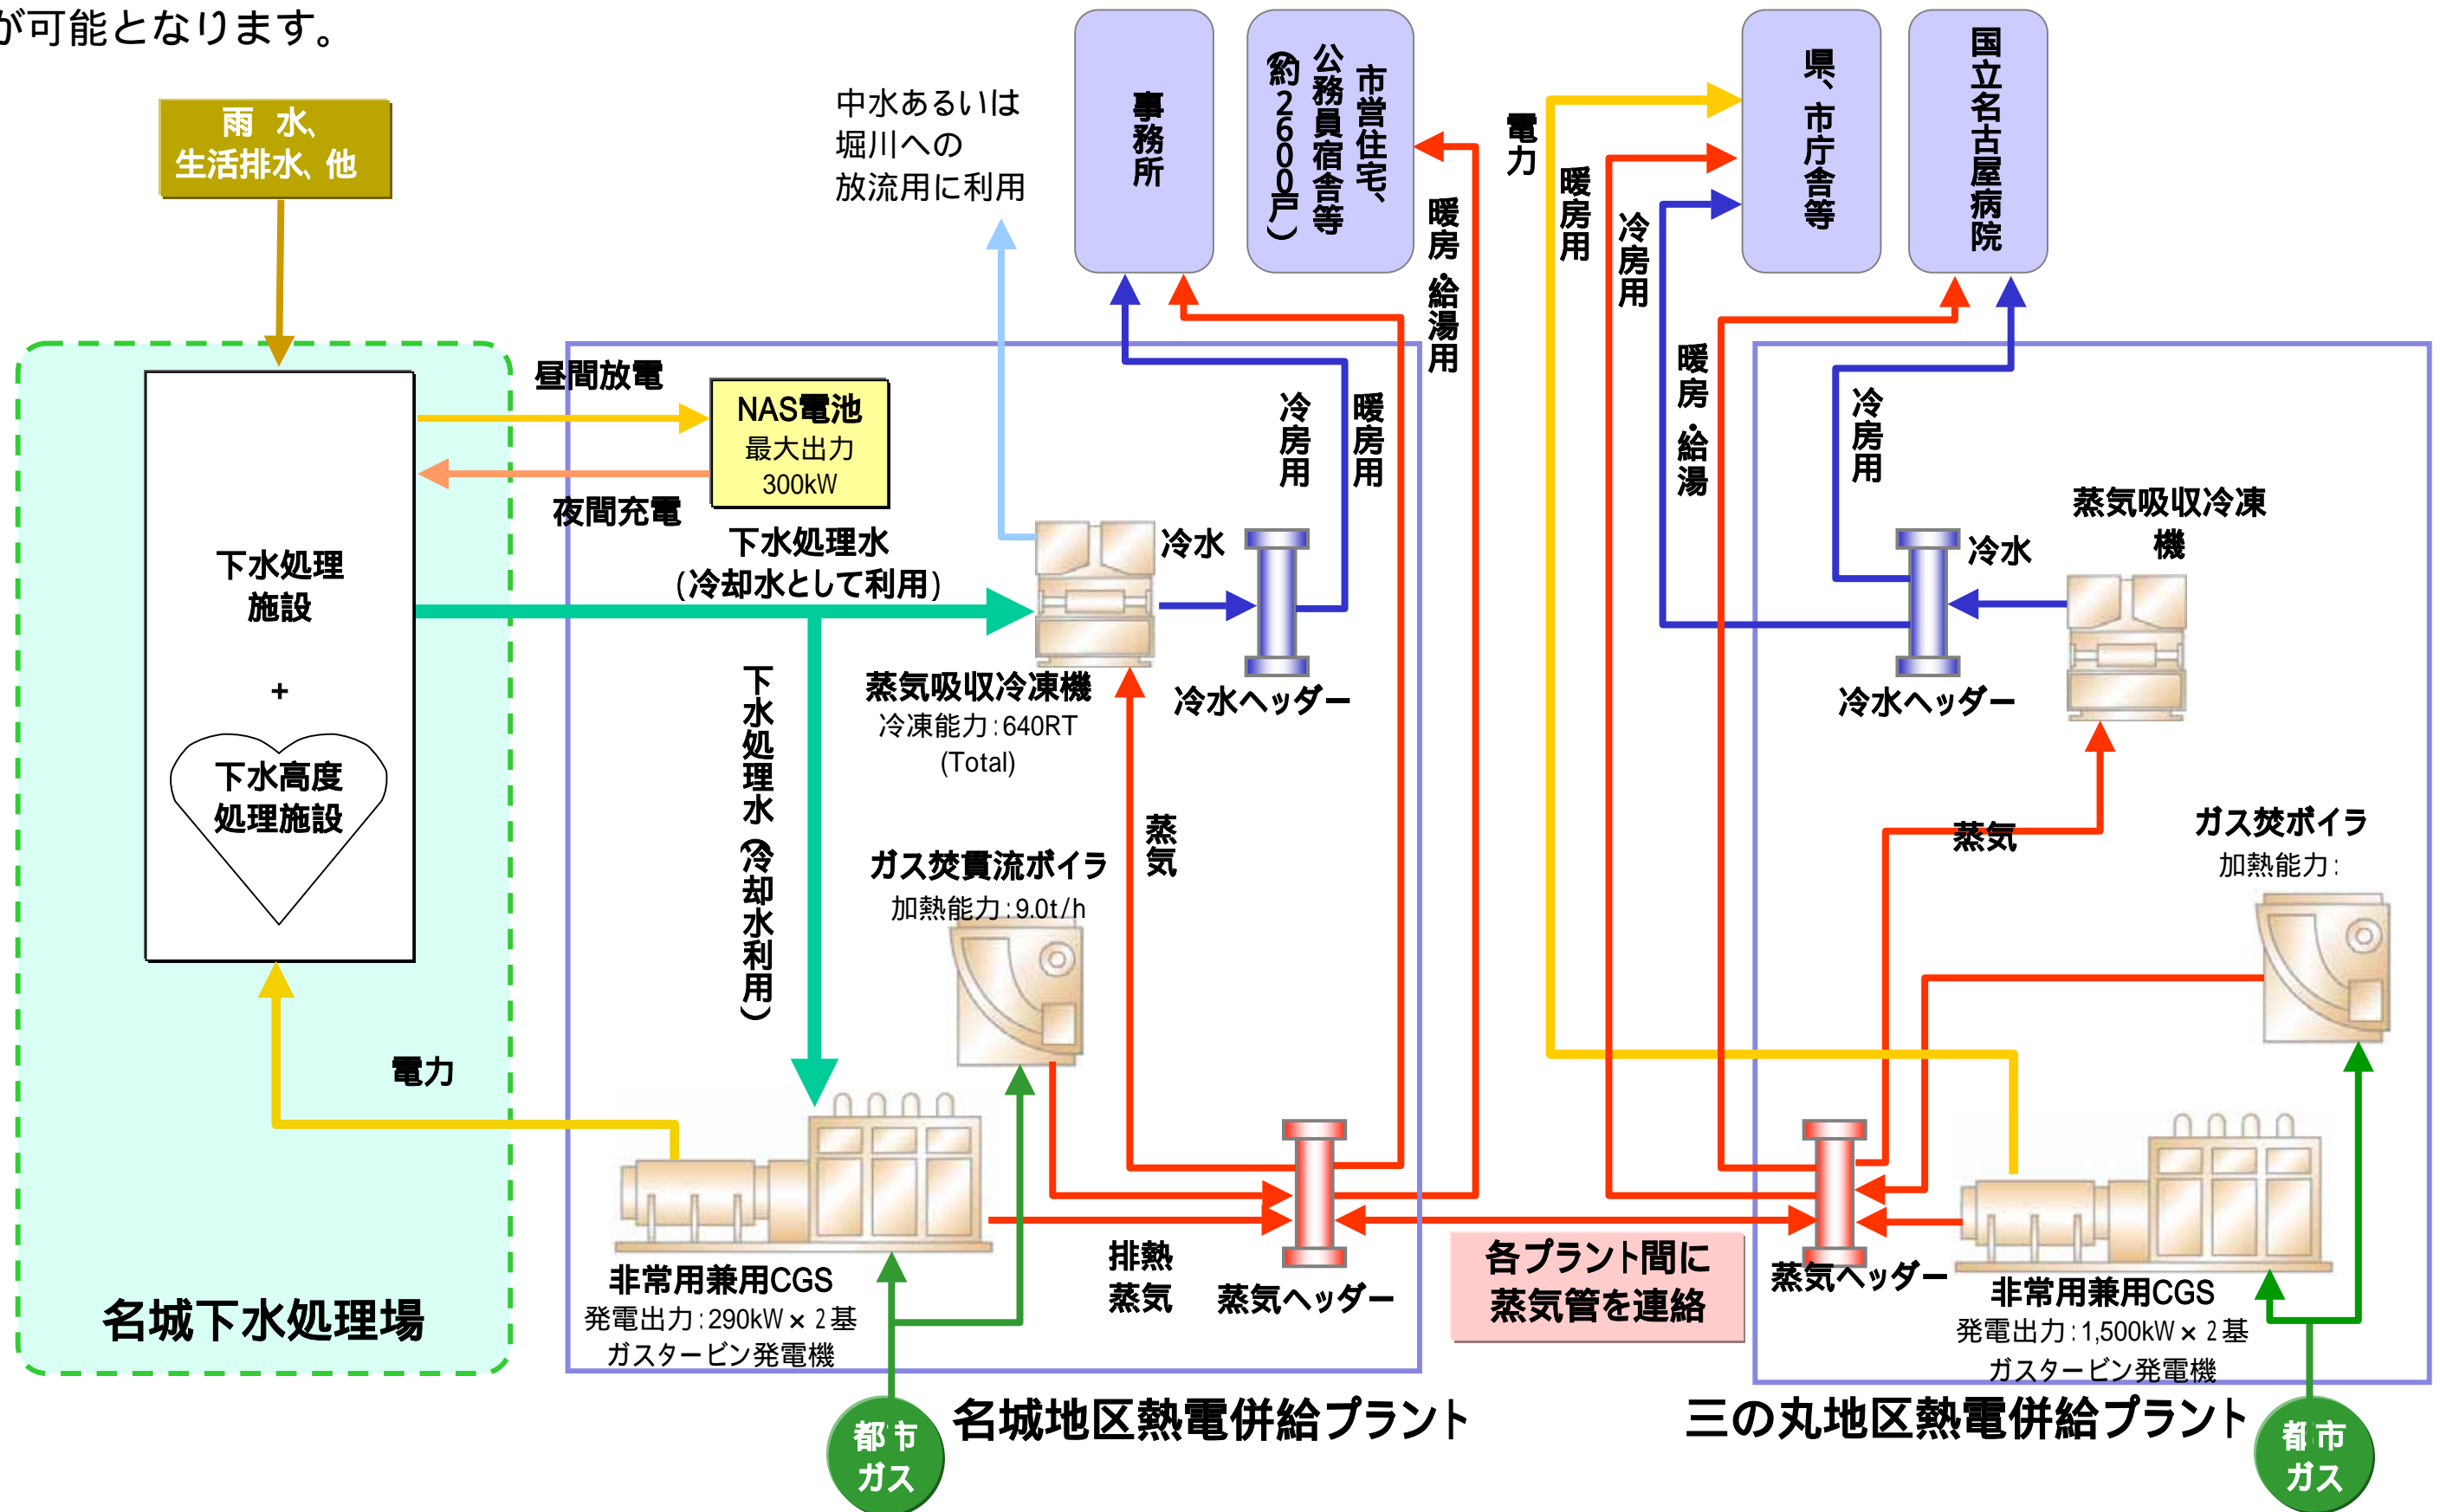 が可能となります。
雨 水、
生活排水、他
中水あるいは
堀川への
放流用に利用
事務所
市営住宅、
公務員宿舎等
(約2600戸)
電力
暖房用
冷房用
暖房・給湯用
県、市庁舎等
国立名古屋病院
昼間放電
夜間充電
NAS電池
最大出力
300kW
下水処理水
(冷却水として利用)
冷房用
暖房用
暖房・給湯
冷房用
下水処理
施設
+
下水高度
処理施設
冷水
蒸気吸収冷凍機
冷凍能力:640RT
(Total)
冷水ヘッダー
下水処理水(冷却水利用)
蒸気
ガス焚貫流ボイラ
加熱能力:9.0t/h
電力
排熱
蒸気
蒸気ヘッダー
非常用兼用CGS
発電出力:290kW×2基
ガスタービン発電機
名城下水処理場
都市
ガス
名城地区熱電併給プラント
各プラント間に
蒸気管を連絡
蒸気吸収冷凍
機
冷水
冷水ヘッダー
蒸気
ガス焚ボイラ
加熱能力:
蒸気ヘッダー
非常用兼用CGS
発電出力:1,500kW×2基
ガスタービン発電機
三の丸地区熱電併給プラント
都市
ガス